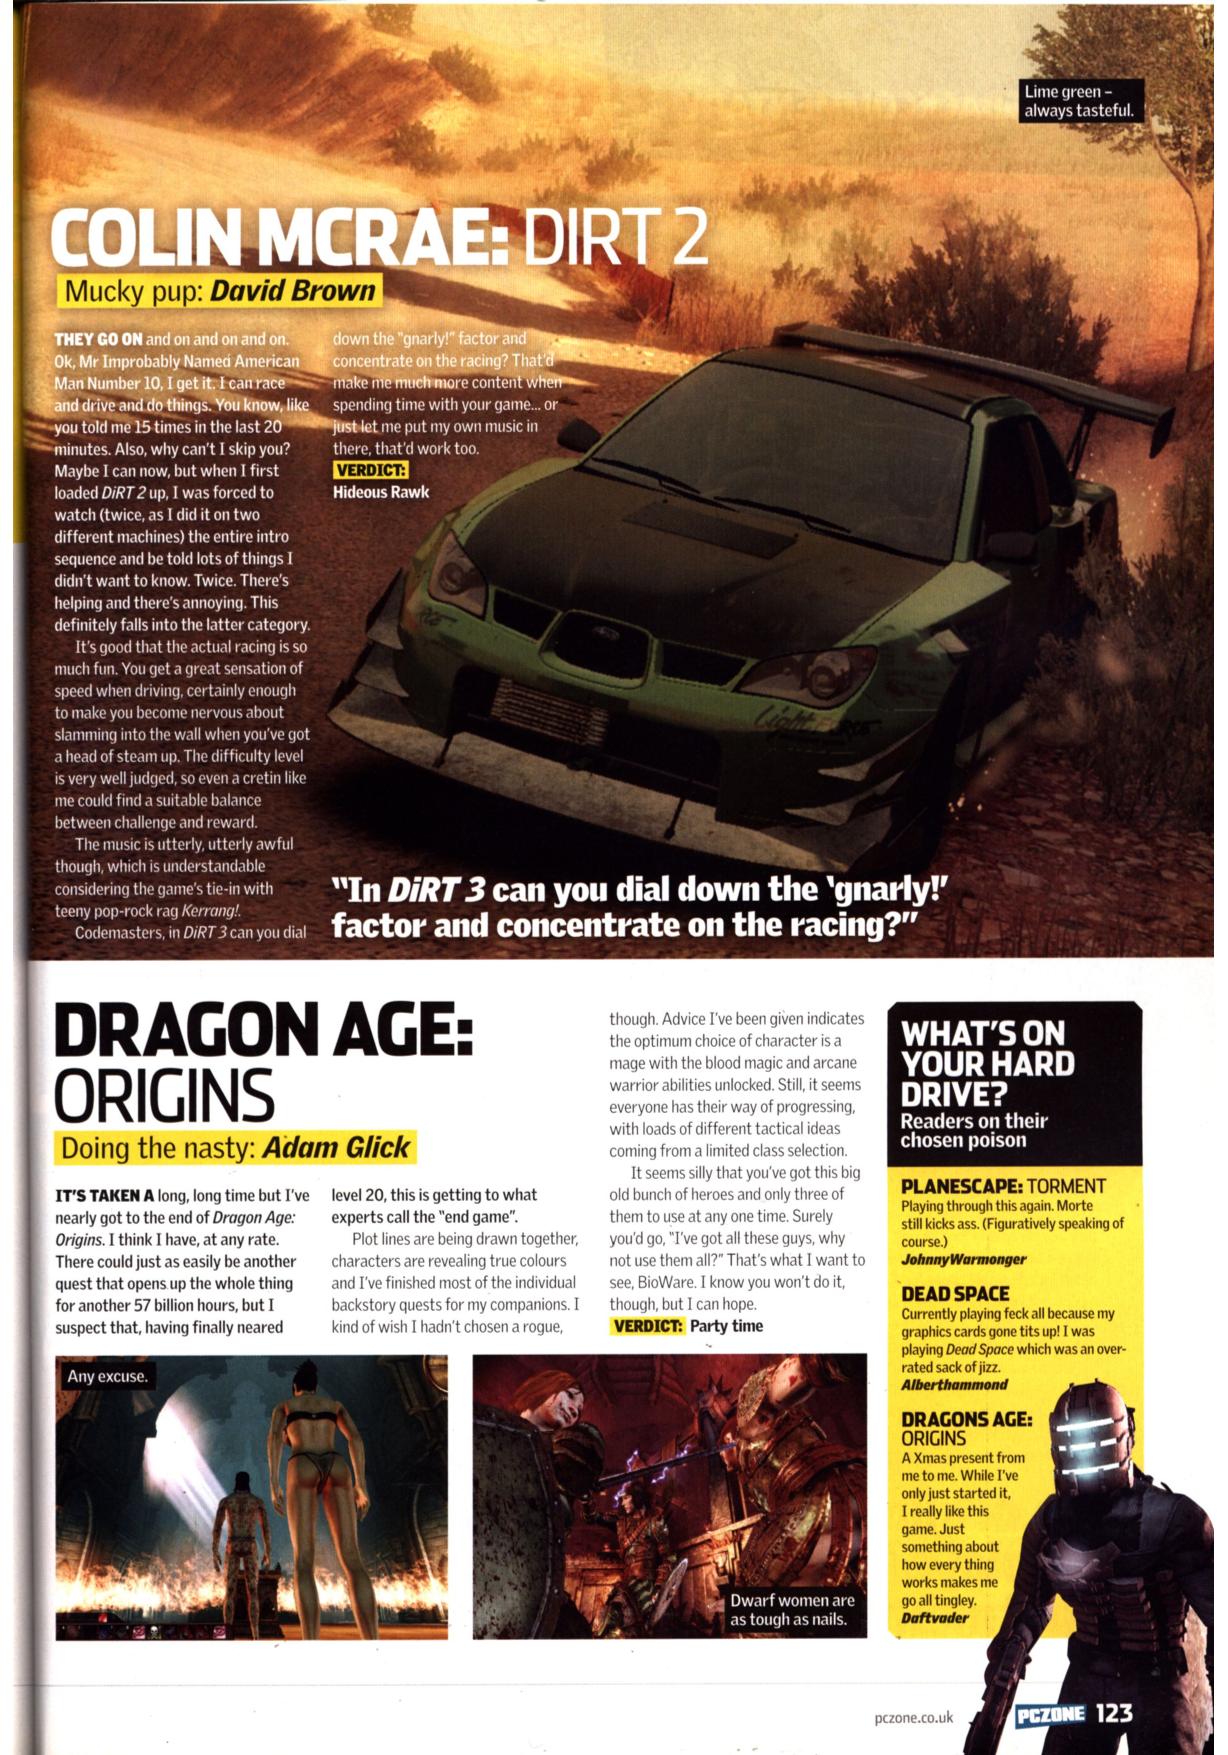 Lime green –
always tasteful.
COLIN MCRAE: DIRT 2
Mucky pup: David Brown
THEY GO ON and on and on and on.
Ok, Mr Improbably Named American
Man Number 10, I get it. I can race
and drive and do things. You know, like
you told me 15 times in the last 20
minutes. Also, why can't I skip you?
Maybe I can now, but when I first
loaded DiRT 2 up, I was forced to
watch (twice, as I did it on two
different machines) the entire intro
sequence and be told lots of things I
didn't want to know. Twice. There's
helping and there's annoying. This
definitely falls into the latter category.
It's good that the actual racing is so
much fun. You get a great sensation of
speed when driving, certainly enough
to make you become nervous about
slamming into the wall when you've got
a head of steam up. The difficulty level
is very well judged, so even a cretin like
me could find a suitable balance
between challenge and reward.
The music is utterly, utterly awful
though, which is understandable
considering the game's tie-in with
teeny pop-rock rag Kerrang!.
Codemasters, in DiRT 3 can you dial
down the "gnarly!" factor and
concentrate on the racing? That'd
make me much more content when
spending time with your game... or
just let me put my own music in
there, that'd work too.
VERDICT:
Hideous Rawk
"In DiRT 3 can you dial down the 'gnarly!'
factor and concentrate on the racing?"
DRAGON AGE:
ORIGINS
Doing the nasty: Adam Glick
IT'S TAKEN A long, long time but I've
nearly got to the end of Dragon Age:
Origins. I think I have, at any rate.
There could just as easily be another
quest that opens up the whole thing
for another 57 billion hours, but I
suspect that, having finally neared
level 20, this is getting to what
experts call the "end game".
Plot lines are being drawn together,
characters are revealing true colours
and I've finished most of the individual
backstory quests for my companions. I
kind of wish I hadn't chosen a rogue,
though. Advice I've been given indicates
the optimum choice of character is a
mage with the blood magic and arcane
warrior abilities unlocked. Still, it seems
everyone has their way of progressing,
with loads of different tactical ideas
coming from a limited class selection.
It seems silly that you've got this big
old bunch of heroes and only three of
them to use at any one time. Surely
you'd go, "I've got all these guys, why
not use them all?" That's what I want to
see, BioWare. I know you won't do it,
though, but I can hope.
VERDICT: Party time
Any excuse.
Dwarf women are
as tough as nails.
WHAT'S ON
YOUR HARD
DRIVE?
Readers on their
chosen poison
PLANESCAPE: TORMENT
Playing through this again. Morte
still kicks ass. (Figuratively speaking of
course.)
JohnnyWarmonger
DEAD SPACE
Currently playing feck all because my
graphics cards gone tits up! I was
playing Dead Space which was an over-
rated sack of jizz.
Alberthammond
DRAGONS AGE:
ORIGINS
A Xmas present from
me to me. While I've
only just started it,
I really like this
game. Just
something about
how every thing
works makes me
go all tingley.
Daftvader
pczone.co.uk
PCZONE 123